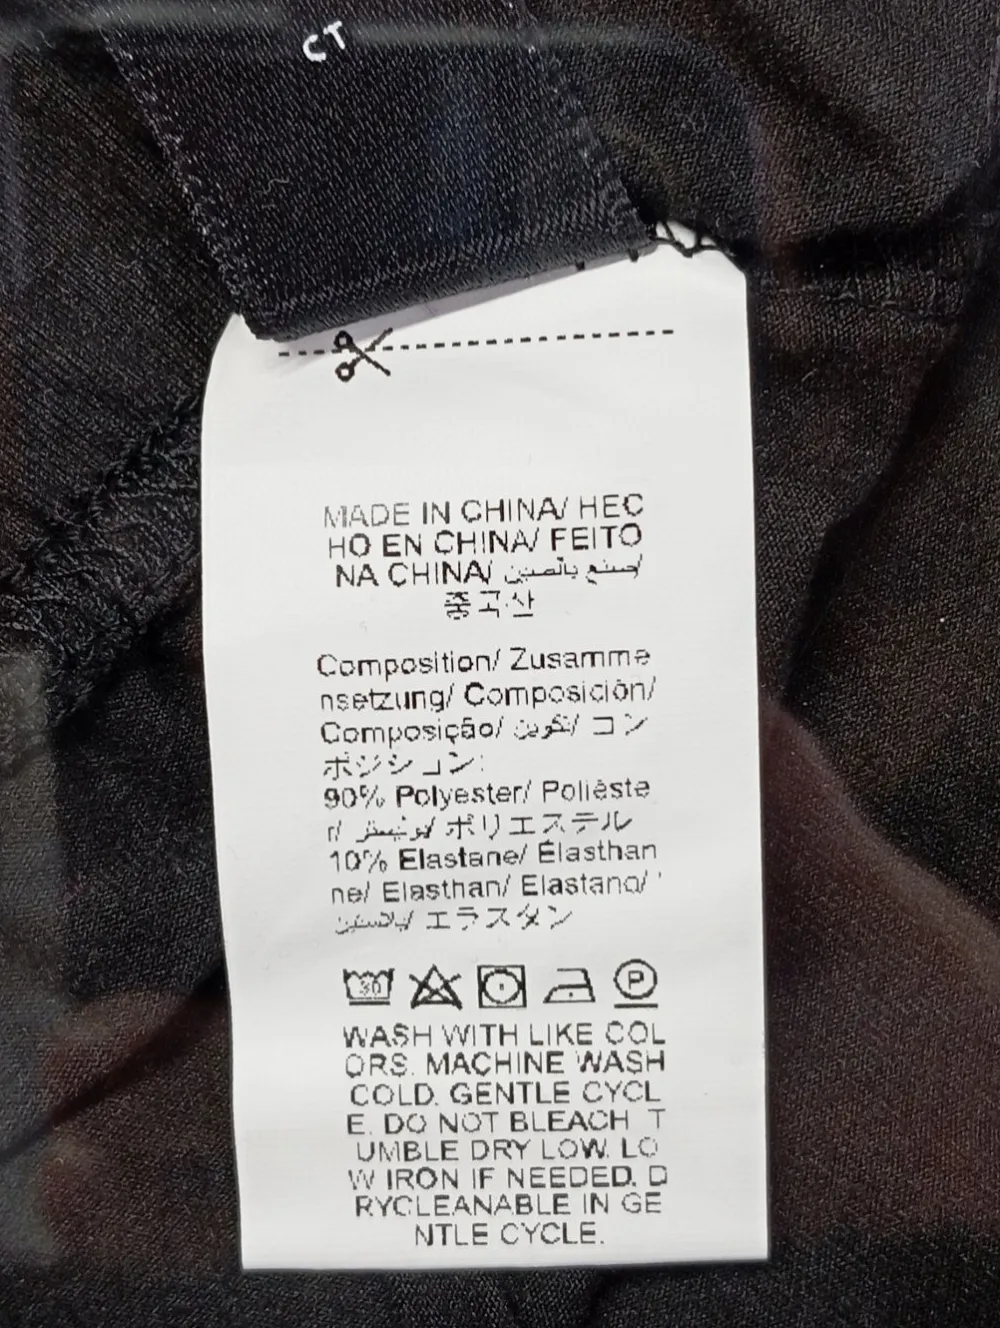 CT
MADE IN CHINA/ HEC
HO EN CHINA/ FEITO
NA CHINA/ صنع بالصين/
중국산
Composition/ Zusamme
nsetzung/ Composición/
Composição/ تكوين/ コン
ポジション:
90% Polyester/ Poliéste
r/ بوليستر/ ポリエステル
10% Elastane/ Élasthan
ne/ Elasthan/ Elastano/
エラスタン
30
P
WASH WITH LIKE COL
ORS. MACHINE WASH
COLD. GENTLE CYCL
E. DO NOT BLEACH T
UMBLE DRY LOW. LO
W IRON IF NEEDED. D
RYCLEANABLE IN GE
NTLE CYCLE.